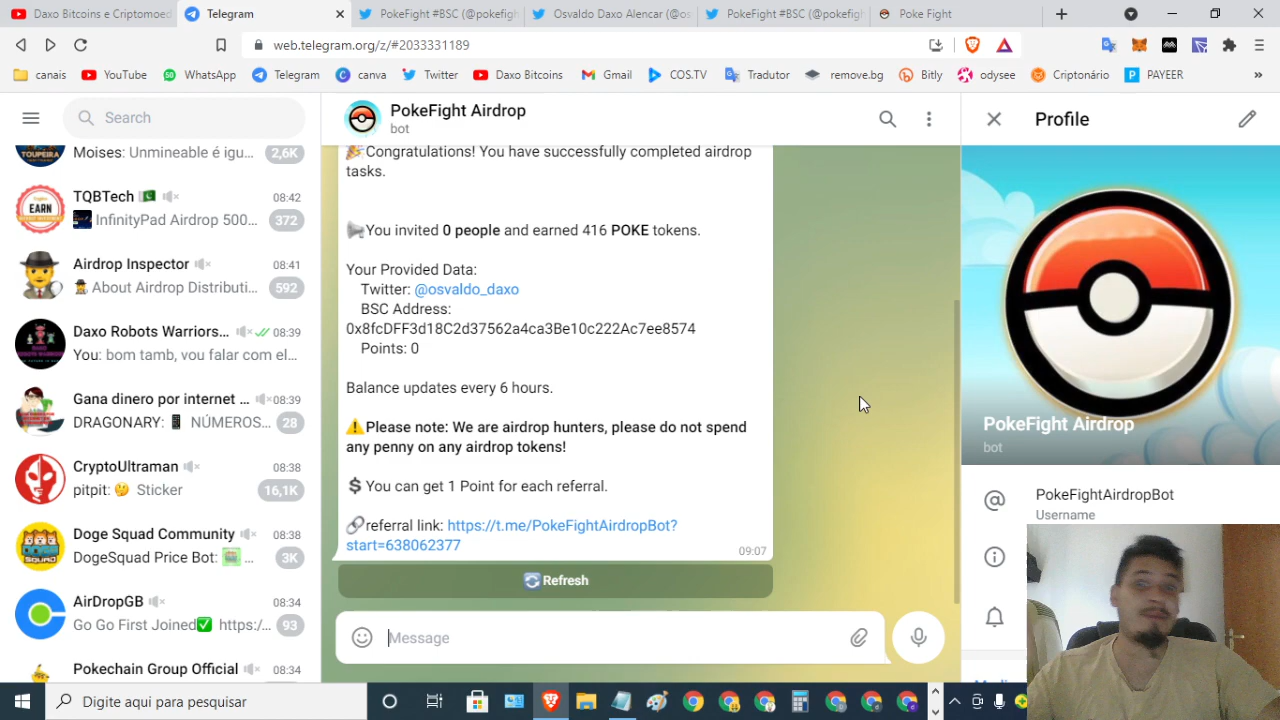 Daxo Bitcoins e Criptomoed
Telegram
PokeFight #BSC (@pokefigh
Osvaldo Daxo Alencar (@os
PokeFight #BSC (@pokefigh
Poke Fight
web.telegram.org/z/#2033331189
canais
YouTube
WhatsApp
Telegram
canva
Twitter
Daxo Bitcoins
Gmail
COS.TV
Tradutor
remove.bg
Bitly
odysee
Criptonário
PAYEER
»
Search
Moises: Unmineable é igu...
2,6K
TQBTech
08:42
InfinityPad Airdrop 500...
372
Airdrop Inspector
08:41
About Airdrop Distributi...
592
Daxo Robots Warriors...
08:39
You: bom tamb, vou falar com el...
Gana dinero por internet ...
08:39
DRAGONARY: NÚMEROS...
28
CryptoUltraman
08:38
pitpit: Sticker
16,1K
Doge Squad Community
08:34
DogeSquad Price Bot: ...
3K
AirDropGB
08:34
Go Go First Joined https:/...
93
Pokechain Group Official
08:34
PokeFight Airdrop
bot
Congratulations! You have successfully completed airdrop
tasks.
You invited 0 people and earned 416 POKE tokens.
Your Provided Data:
Twitter: @osvaldo_daxo
BSC Address:
0x8fcDFF3d18C2d37562a4ca3Be10c222Ac7ee8574
Points: 0
Balance updates every 6 hours.
Please note: We are airdrop hunters, please do not spend
any penny on any airdrop tokens!
You can get 1 Point for each referral.
referral link: https://t.me/PokeFightAirdropBot?
start=638062377
09:07
Refresh
Message
Profile
PokeFight Airdrop
bot
PokeFightAirdropBot
Username
Digite aqui para pesquisar